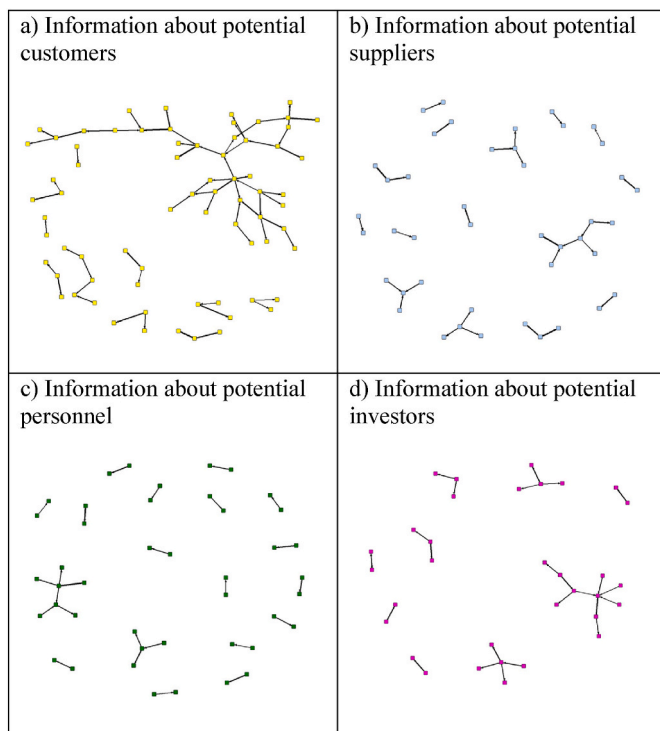 a) Information about potential
customers
b) Information about potential
suppliers
c) Information about potential
personnel
d) Information about potential
investors